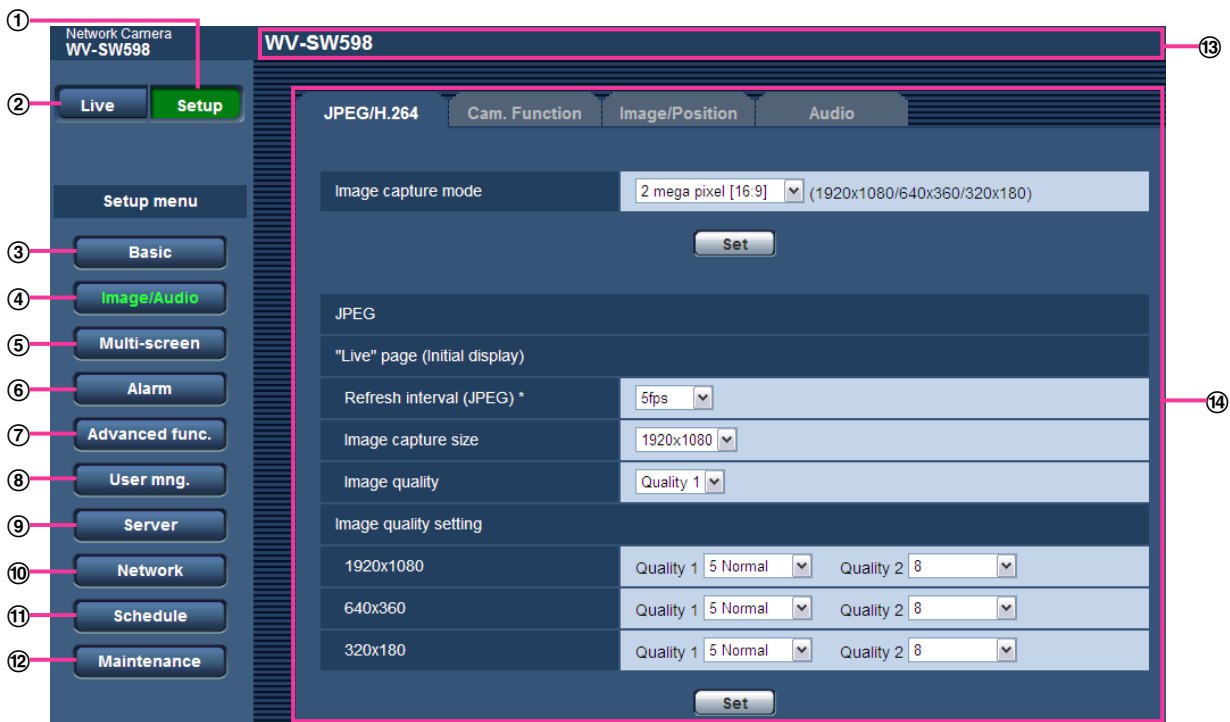 ①
Network Camera
WV-SW598
WV-SW598
⑬
② Live Setup
JPEG/H.264 Cam. Function Image/Position Audio
Setup menu
③ Basic
④ Image/Audio
⑤ Multi-screen
⑥ Alarm
⑦ Advanced func.
⑧ User mng.
⑨ Server
⑩ Network
⑪ Schedule
⑫ Maintenance
Image capture mode 2 mega pixel [16:9] (1920x1080/640x360/320x180)
Set
JPEG
"Live" page (Initial display)
Refresh interval (JPEG) * 5fps
⑭
Image capture size 1920x1080
Image quality Quality 1
Image quality setting
1920x1080 Quality 1 5 Normal Quality 2 8
640x360 Quality 1 5 Normal Quality 2 8
320x180 Quality 1 5 Normal Quality 2 8
Set